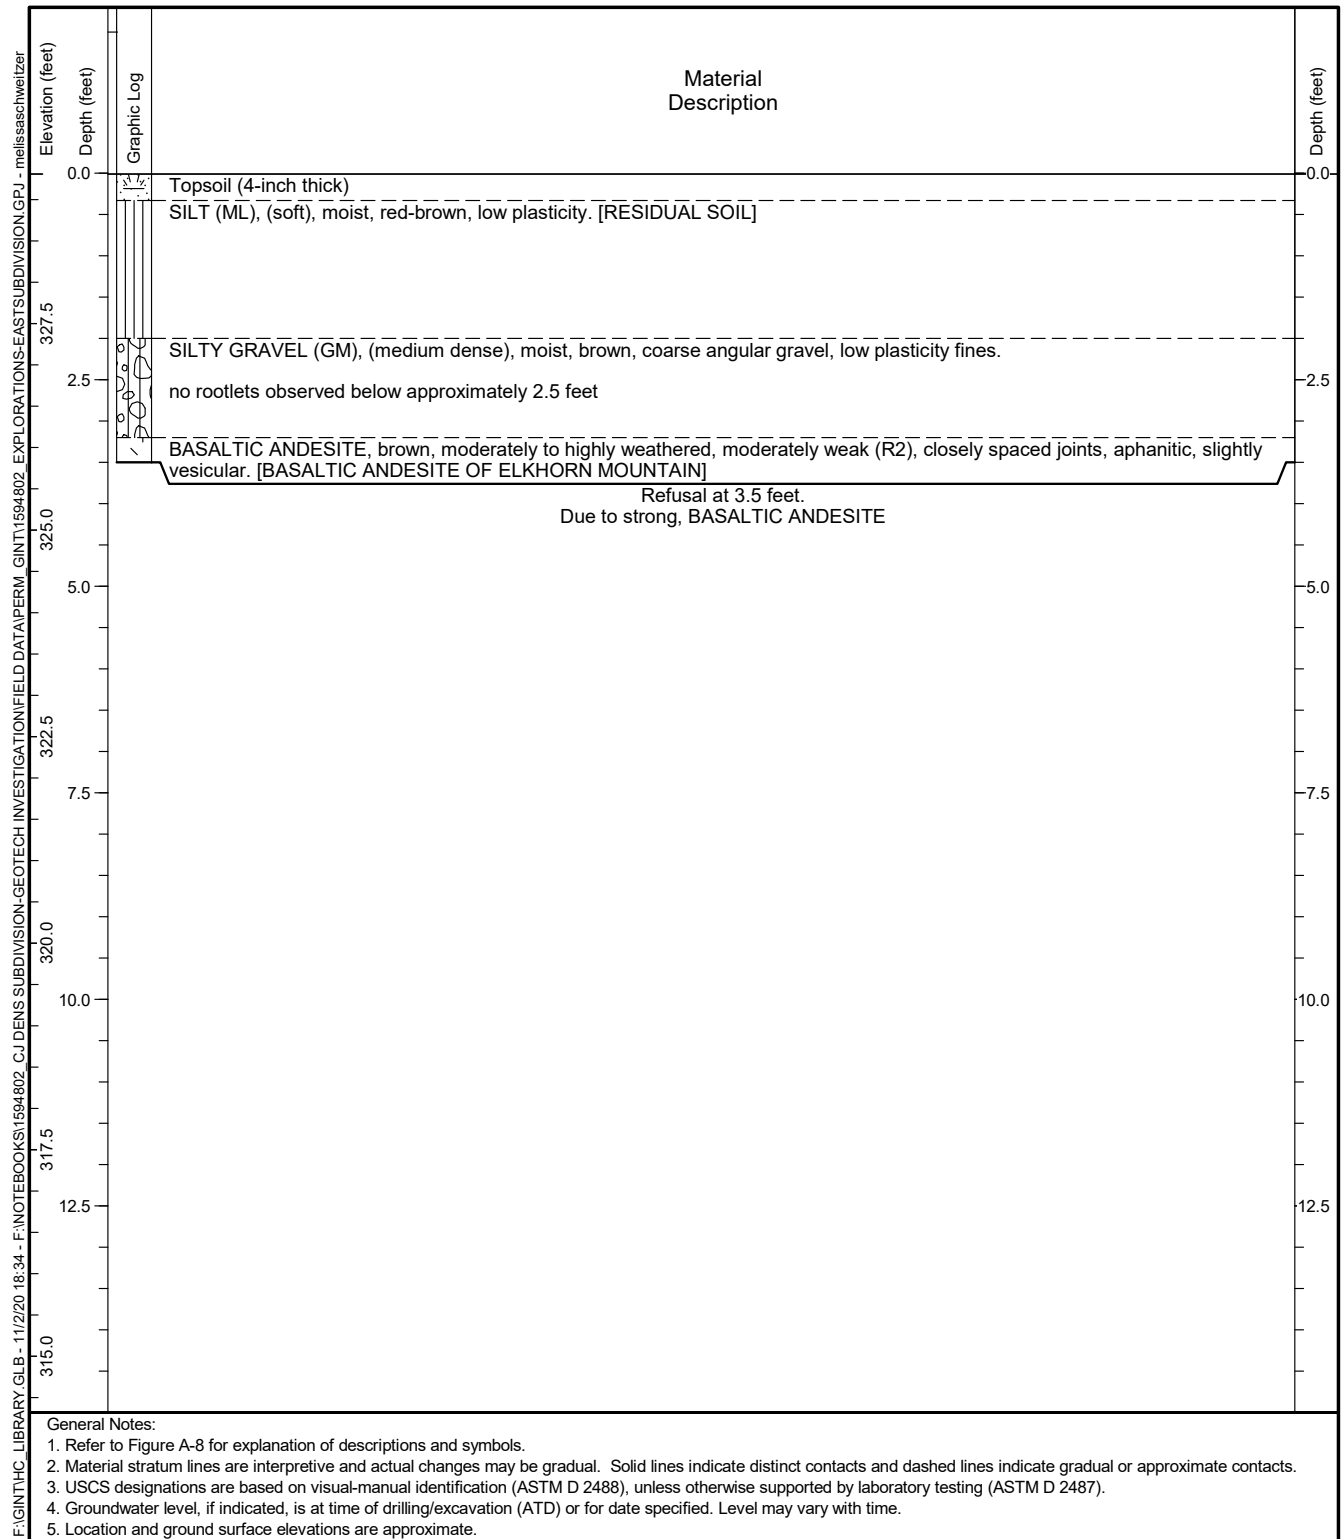 Elevation (feet)
Depth (feet)
Graphic Log
Material
Description
Depth (feet)
0.0
Topsoil (4-inch thick)
0.0
SILT (ML), (soft), moist, red-brown, low plasticity. [RESIDUAL SOIL]
327.5
SILTY GRAVEL (GM), (medium dense), moist, brown, coarse angular gravel, low plasticity fines.
2.5
no rootlets observed below approximately 2.5 feet
2.5
BASALTIC ANDESITE, brown, moderately to highly weathered, moderately weak (R2), closely spaced joints, aphanitic, slightly
vesicular. [BASALTIC ANDESITE OF ELKHORN MOUNTAIN]
Refusal at 3.5 feet.
Due to strong, BASALTIC ANDESITE
325.0
5.0
5.0
322.5
7.5
7.5
320.0
10.0
10.0
317.5
12.5
12.5
315.0
F:\GINT\HC_LIBRARY.GLB - 11/2/20 18:34 - F:\NOTEBOOKS\1594802_CJ DENS SUBDIVISION-GEOTECH INVESTIGATION\FIELD DATA\PERM_GINT\1594802_EXPLORATIONS-EASTSUBDIVISION.GPJ - melissaschweitzer
General Notes:
1. Refer to Figure A-8 for explanation of descriptions and symbols.
2. Material stratum lines are interpretive and actual changes may be gradual. Solid lines indicate distinct contacts and dashed lines indicate gradual or approximate contacts.
3. USCS designations are based on visual-manual identification (ASTM D 2488), unless otherwise supported by laboratory testing (ASTM D 2487).
4. Groundwater level, if indicated, is at time of drilling/excavation (ATD) or for date specified. Level may vary with time.
5. Location and ground surface elevations are approximate.